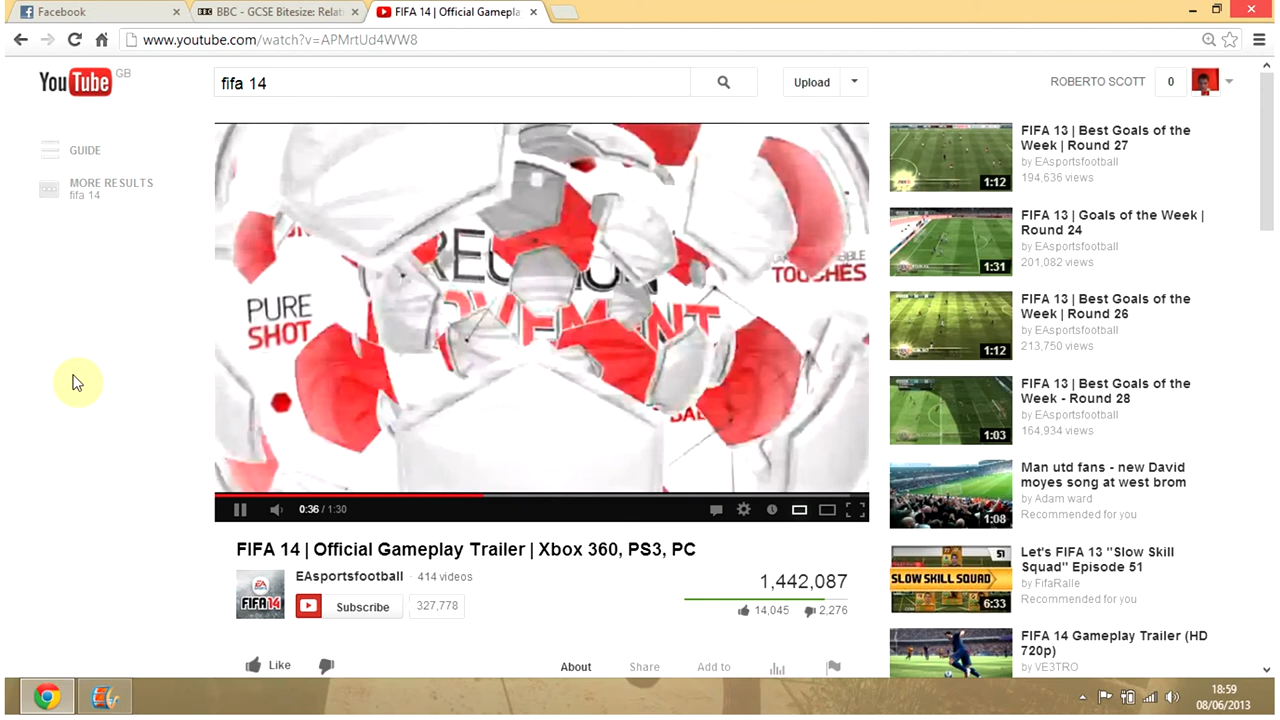 Facebook
BBC - GCSE Bitesize: Relati
FIFA 14 | Official Gamepla
www.youtube.com/watch?v=APMrtUd4WW8
YouTube GB
fifa 14
Upload
ROBERTO SCOTT
0
GUIDE
MORE RESULTS
fifa 14
PURE
SHOT
TOUCHES
0:36 / 1:30
FIFA 14 | Official Gameplay Trailer | Xbox 360, PS3, PC
EA
SPORTS
FIFA14
EAsportsfootball 414 videos
Subscribe 327,778
1,442,087
14,045 2,276
Like
About Share Add to
1:12
FIFA 13 | Best Goals of the
Week | Round 27
by EAsportsfootball
194,636 views
1:31
FIFA 13 | Goals of the Week |
Round 24
by EAsportsfootball
201,082 views
1:12
FIFA 13 | Best Goals of the
Week | Round 26
by EAsportsfootball
213,750 views
1:03
FIFA 13 | Best Goals of the
Week - Round 28
by EAsportsfootball
164,934 views
1:08
Man utd fans - new David
moyes song at west brom
by Adam ward
Recommended for you
51
SLOW SKILL SQUAD
6:33
Let's FIFA 13 "Slow Skill
Squad" Episode 51
by FifaRalle
Recommended for you
FIFA 14 Gameplay Trailer (HD
720p)
by VE3TRO
18:59
08/06/2013